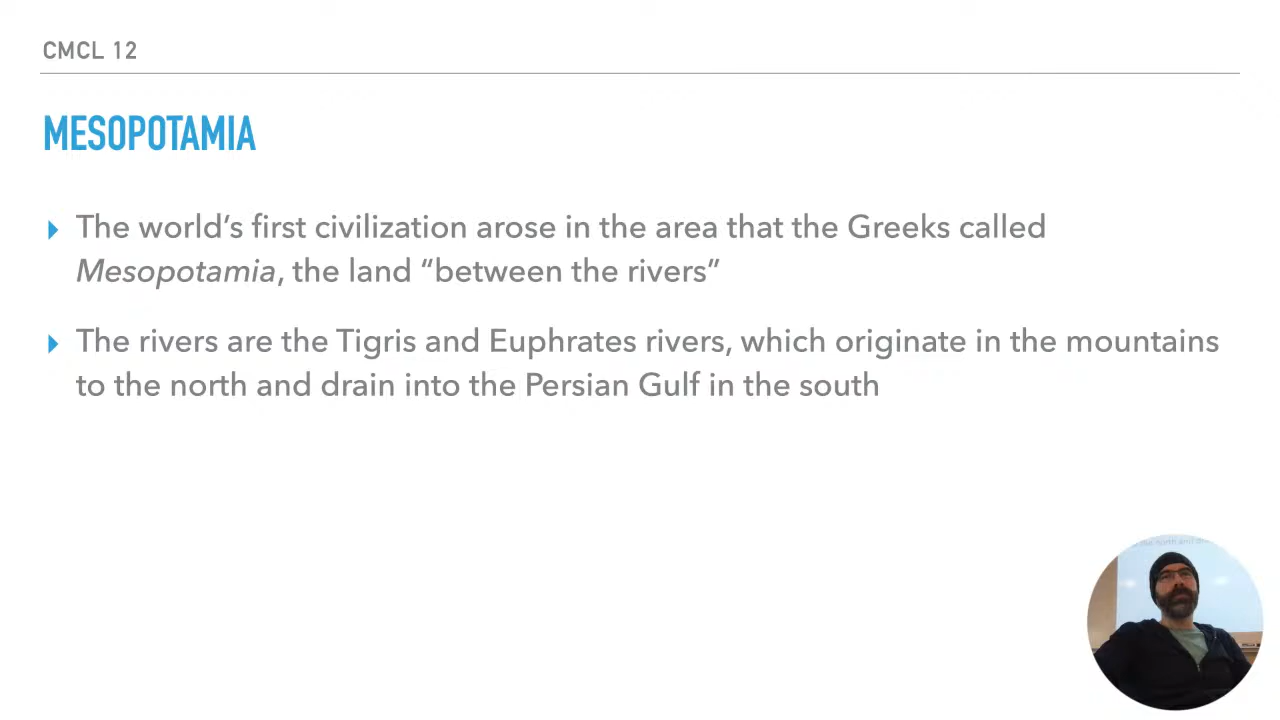 CMCL 12
MESOPOTAMIA
The world’s first civilization arose in the area that the Greeks called
Mesopotamia, the land “between the rivers”
The rivers are the Tigris and Euphrates rivers, which originate in the mountains
to the north and drain into the Persian Gulf in the south